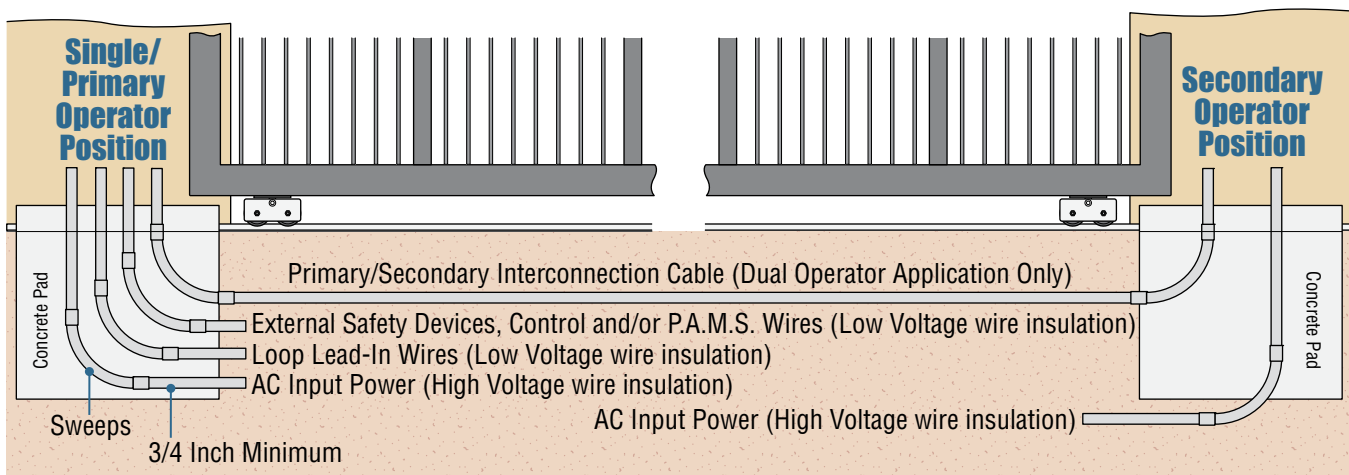 Single/
Primary
Operator
Position
Secondary
Operator
Position
Concrete Pad
Primary/Secondary Interconnection Cable (Dual Operator Application Only)
External Safety Devices, Control and/or P.A.M.S. Wires (Low Voltage wire insulation)
Loop Lead-In Wires (Low Voltage wire insulation)
AC Input Power (High Voltage wire insulation)
Concrete Pad
AC Input Power (High Voltage wire insulation)
Sweeps
3/4 Inch Minimum